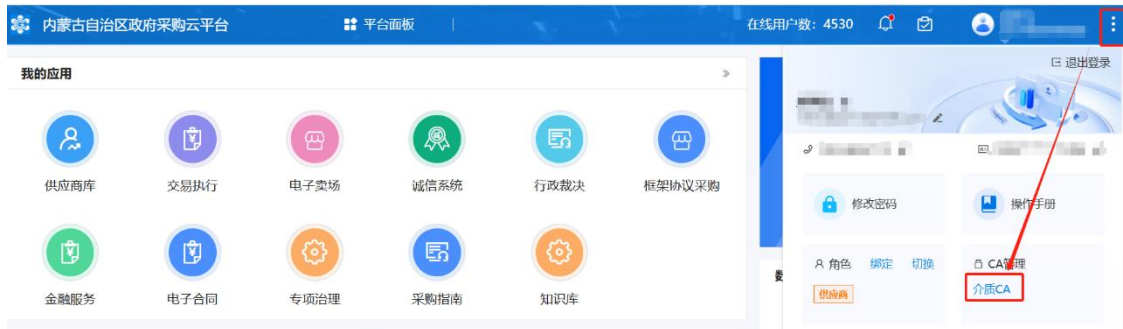 内蒙古自治区政府采购云平台 平台面板 在线用户数：4530
我的应用
退出登录
供应商库 交易执行 电子卖场 诚信系统 行政裁决 框架协议采购
修改密码 操作手册
角色 绑定 切换 CA管理
供应商 介质CA
金融服务 电子合同 专项治理 采购指南 知识库